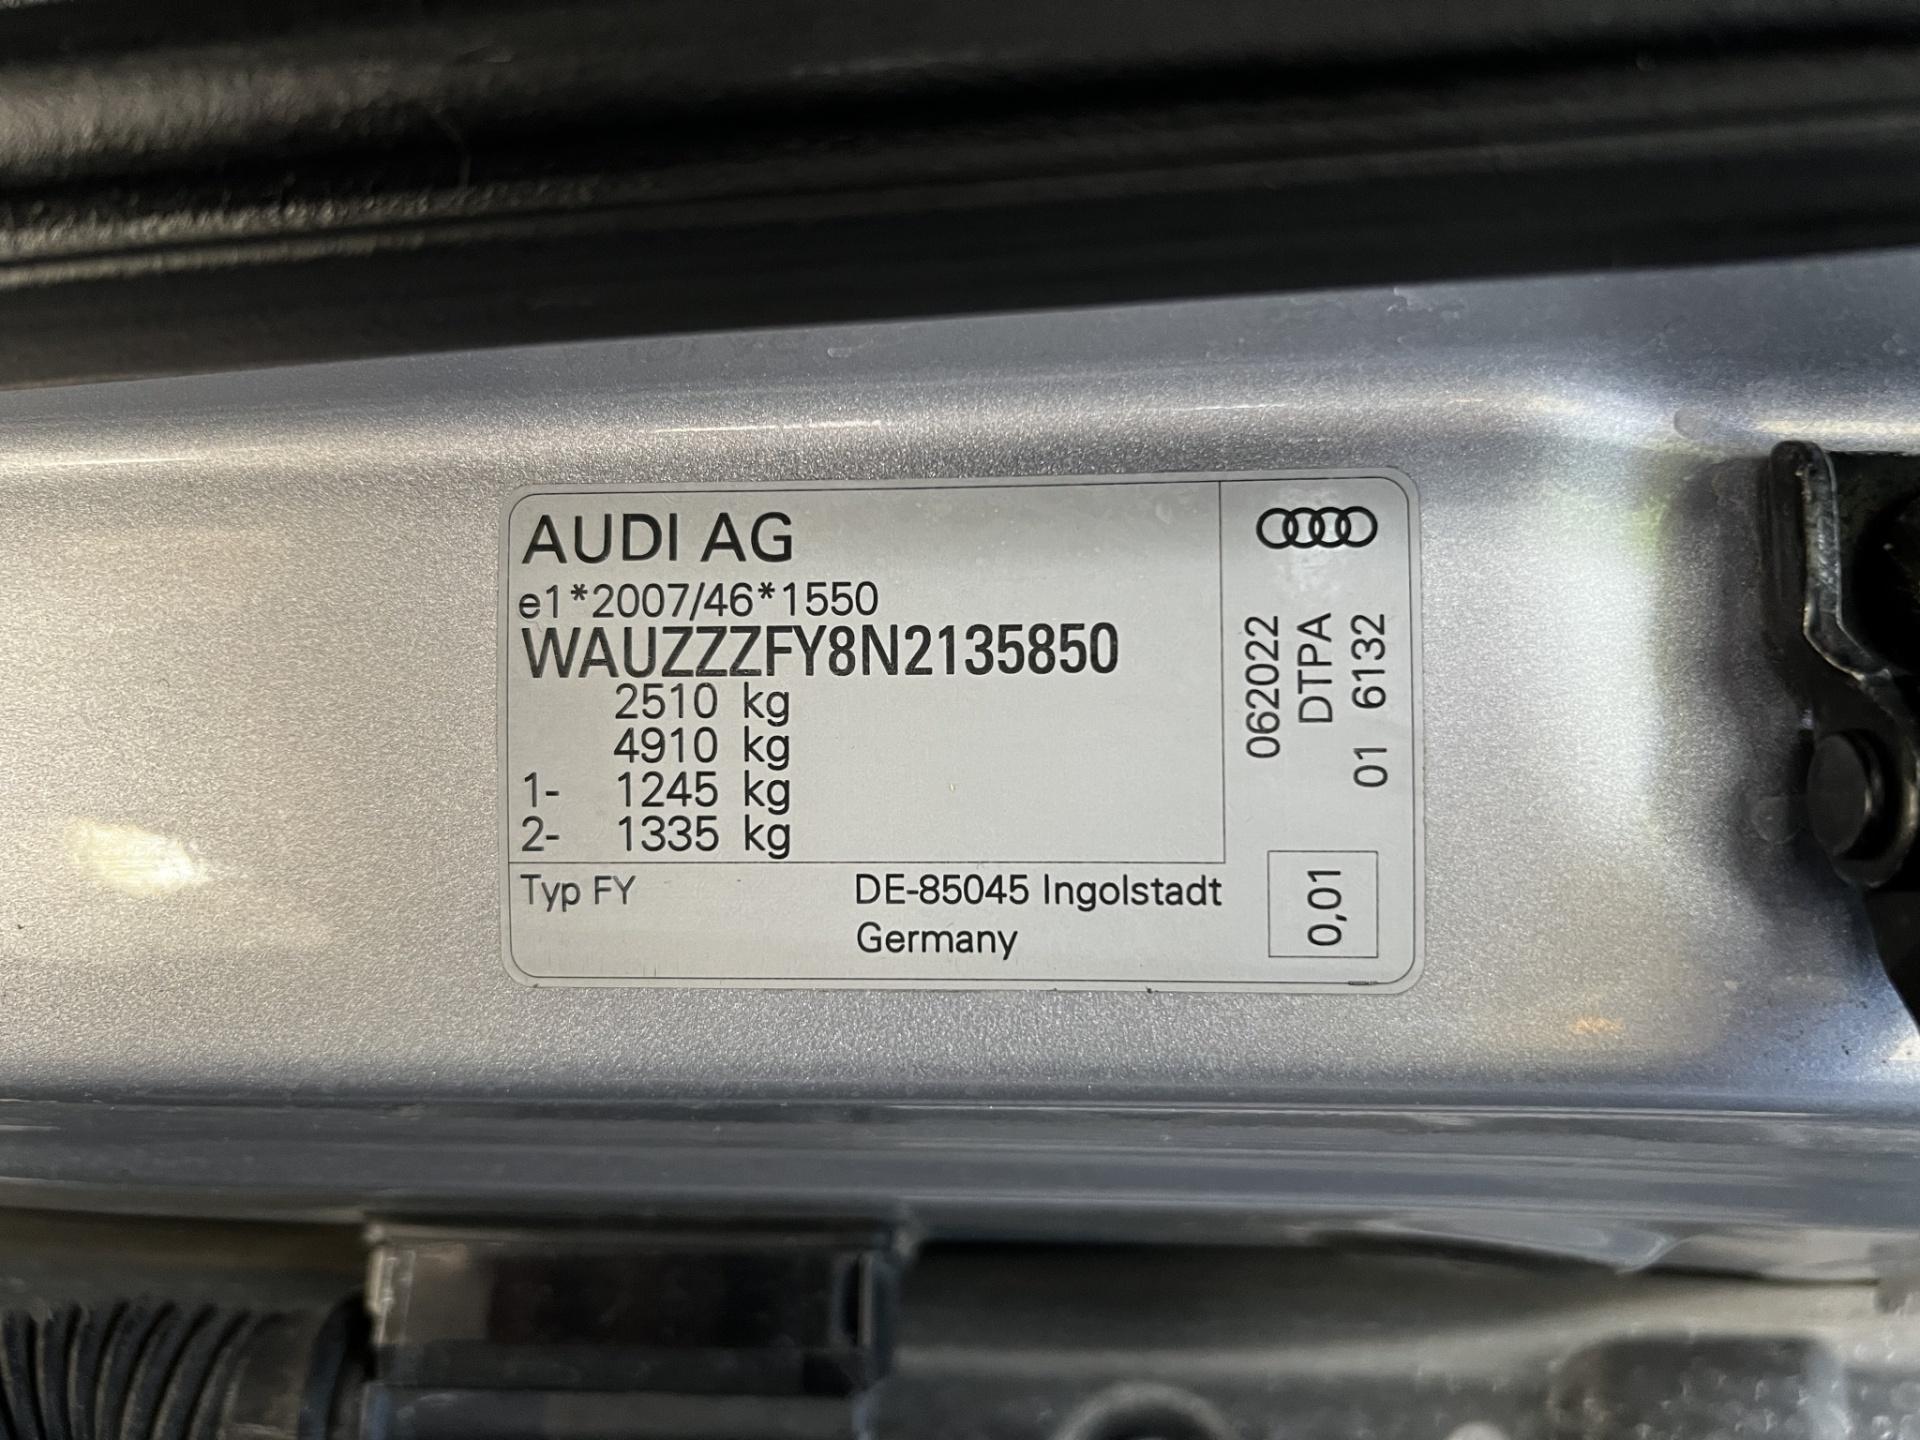 AUDI AG
e1*2007/46*1550
WAUZZZFY8N2135850
2510 kg
4910 kg
1- 1245 kg
2- 1335 kg
Typ FY
DE-85045 Ingolstadt
Germany
062022
DTPA
01 6132
0,01